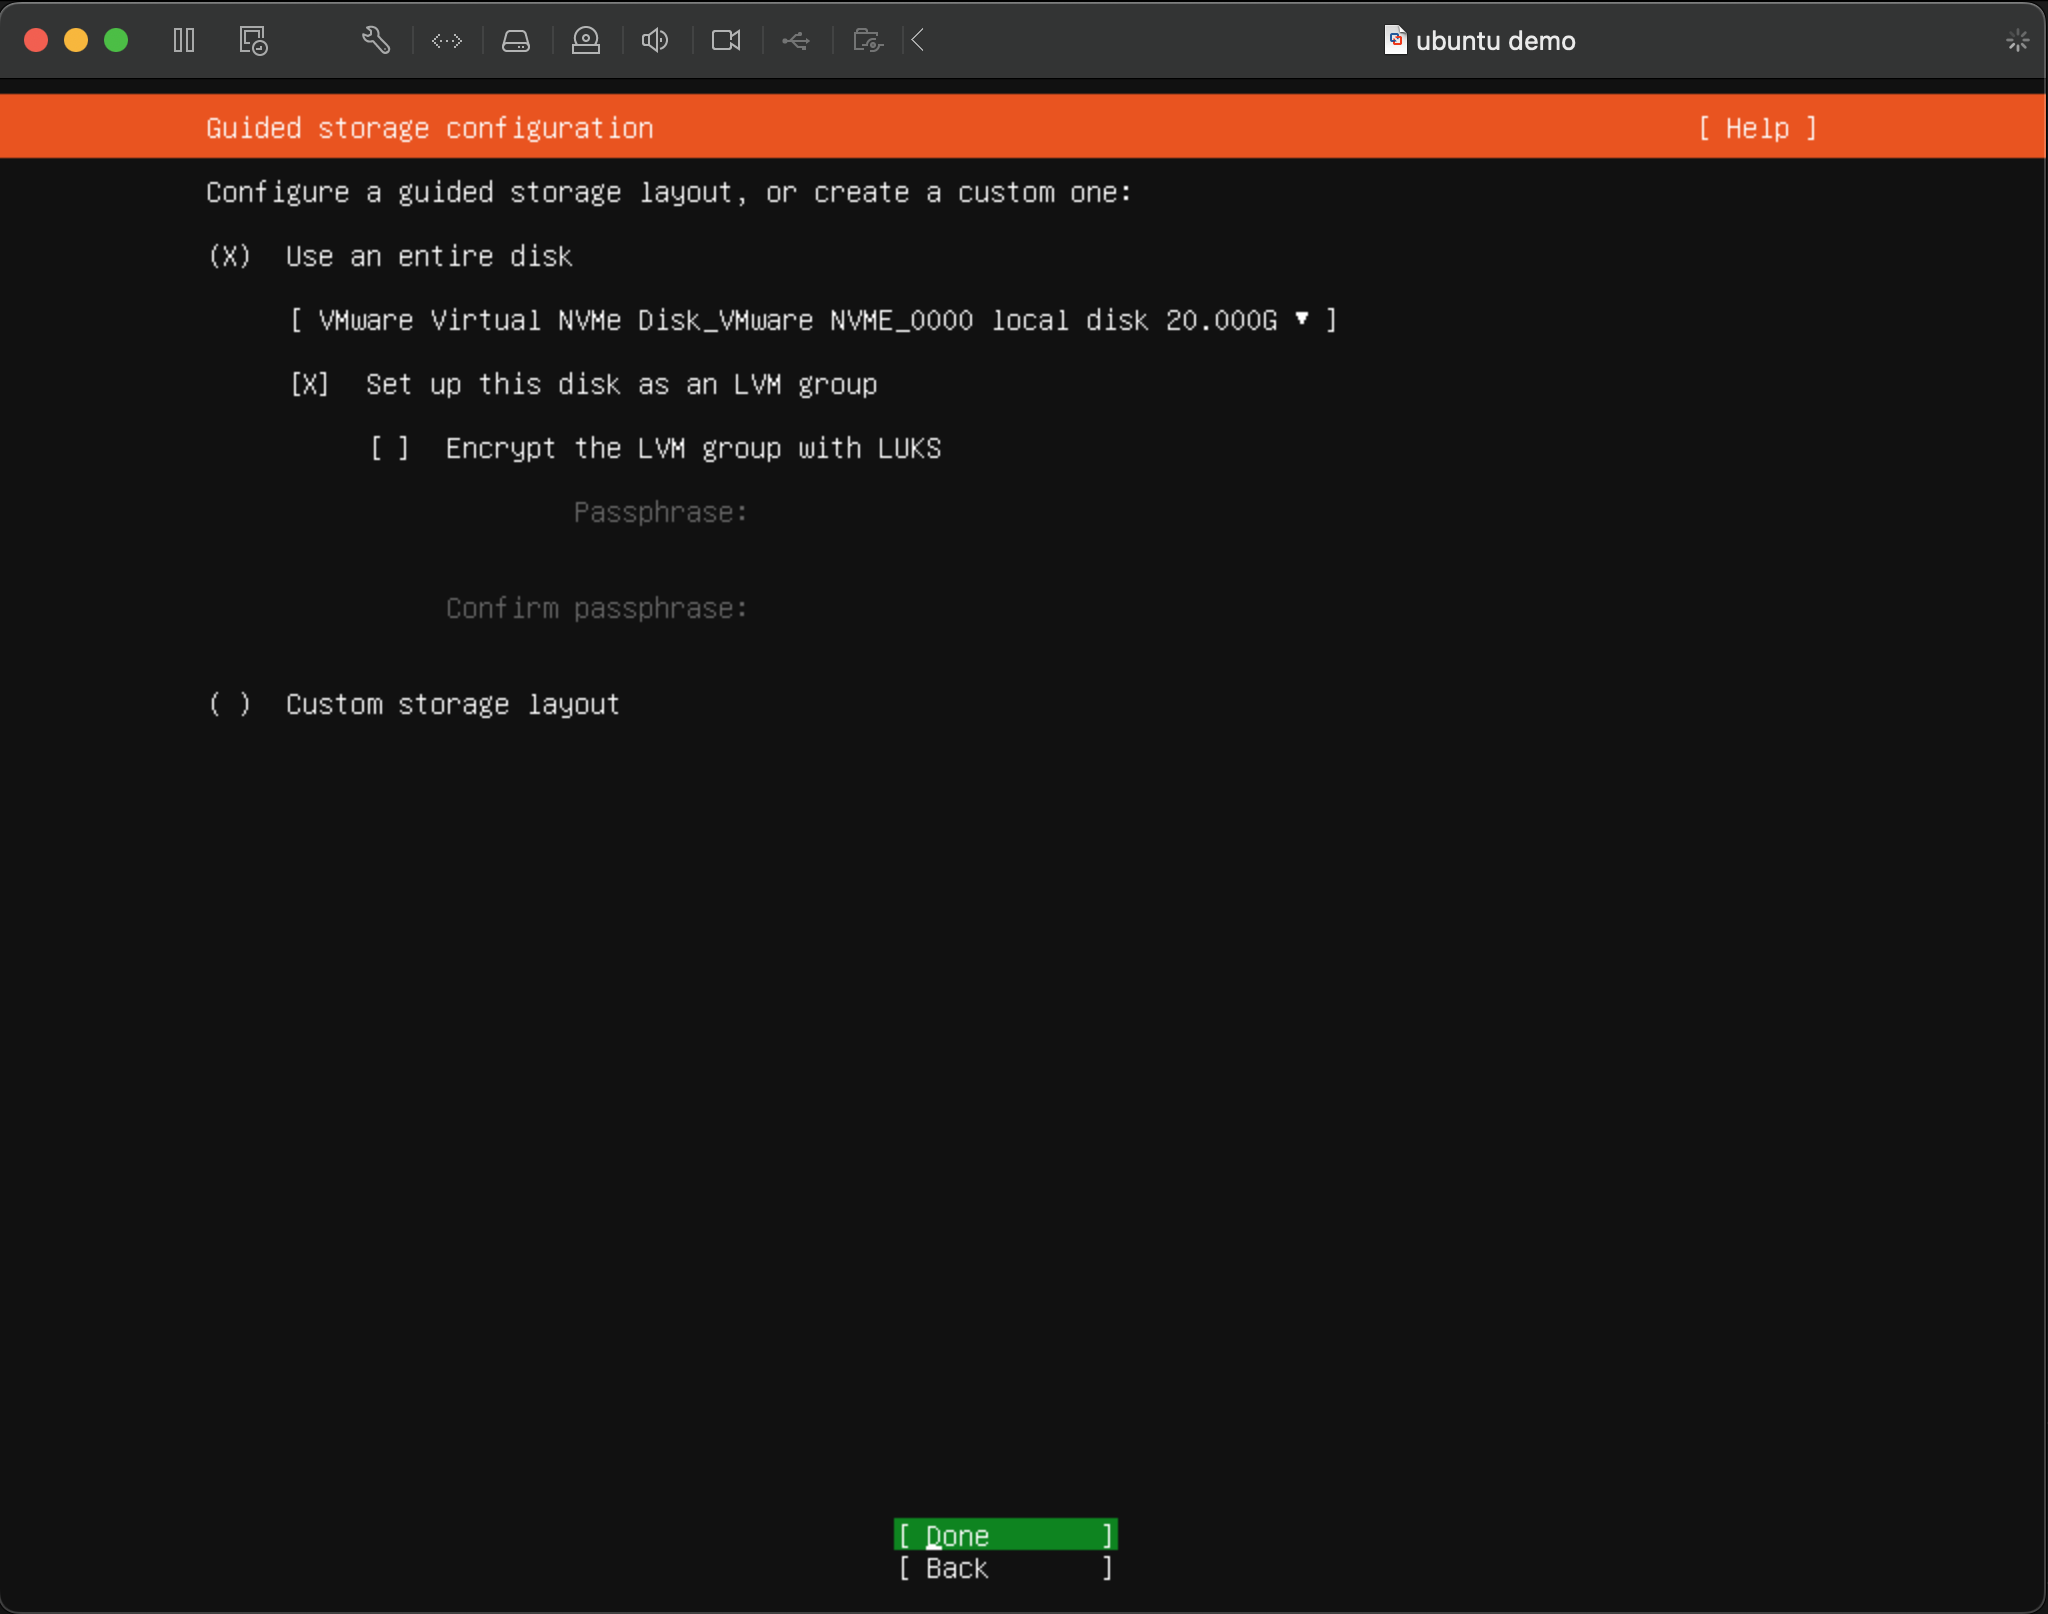 ubuntu demo
Guided storage configuration [ Help ]
Configure a guided storage layout, or create a custom one:
(X) Use an entire disk
[ VMware Virtual NVMe Disk_VMware NVME_0000 local disk 20.000G ▾ ]
[X] Set up this disk as an LVM group
[ ] Encrypt the LVM group with LUKS
Passphrase:
Confirm passphrase:
( ) Custom storage layout
[ Done ]
[ Back ]